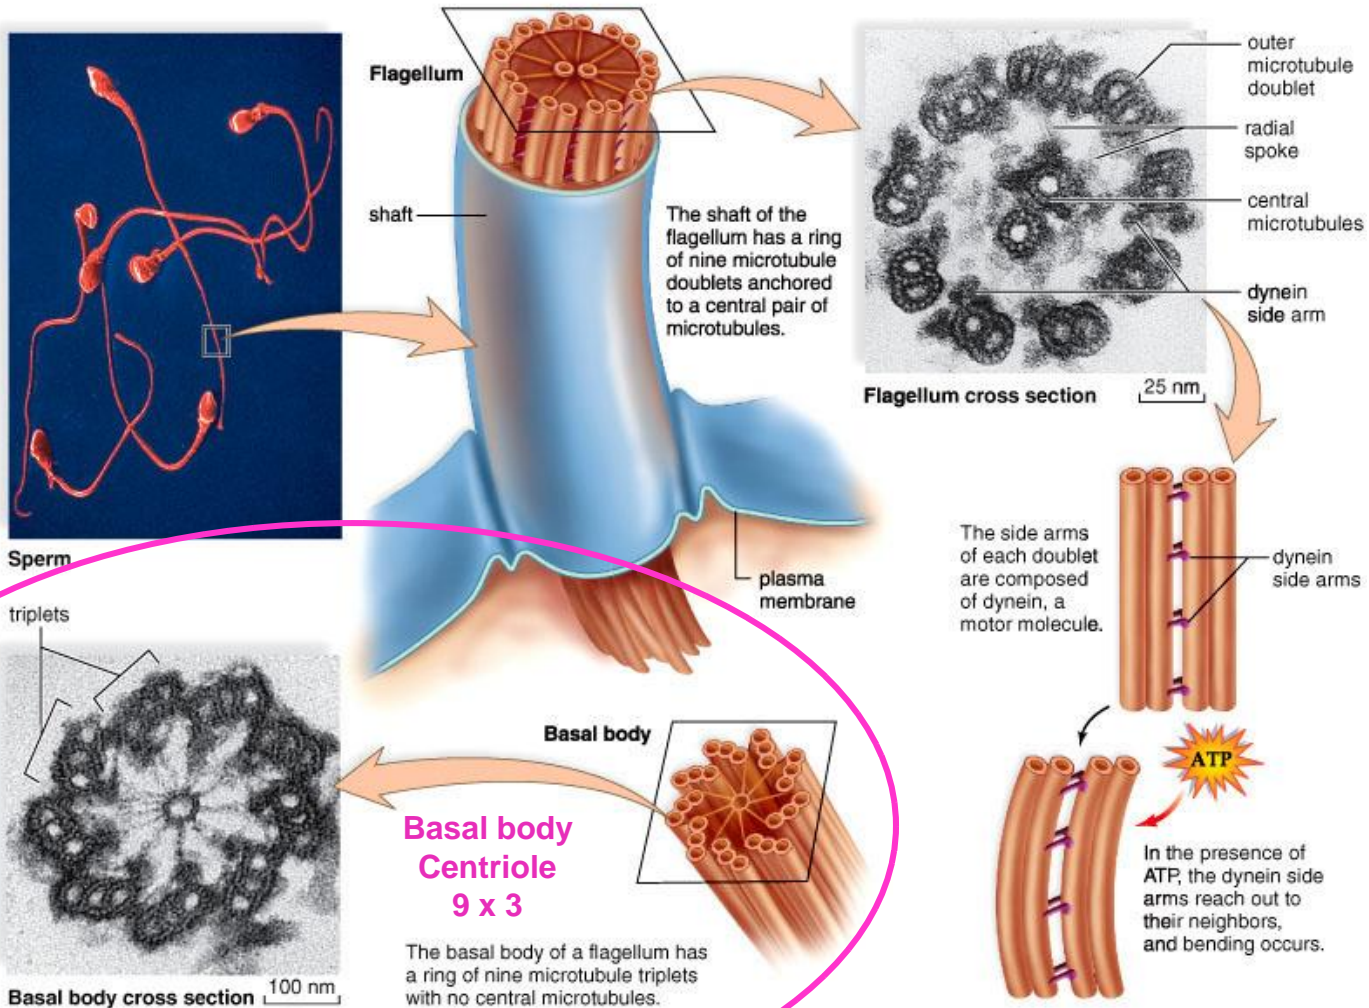 Flagellum
shaft
The shaft of the
flagellum has a ring
of nine microtubule
doublets anchored
to a central pair of
microtubules.
outer
microtubule
doublet
radial
spoke
central
microtubules
dynein
side arm
Flagellum cross section
25 nm
Sperm
plasma
membrane
The side arms
of each doublet
are composed
of dynein, a
motor molecule.
dynein
side arms
ATP
In the presence of
ATP, the dynein side
arms reach out to
their neighbors,
and bending occurs.
triplets
Basal body
Basal body
Centriole
9 x 3
The basal body of a flagellum has
a ring of nine microtubule triplets
with no central microtubules.
Basal body cross section
100 nm